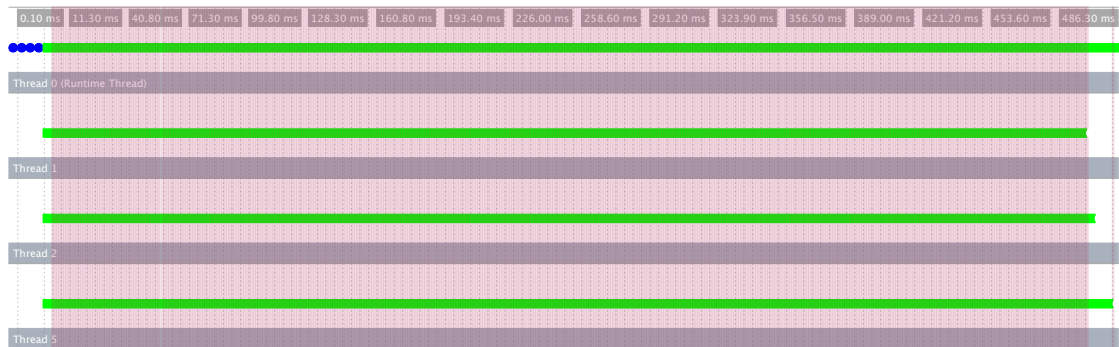 0.10 ms 11.30 ms 40.80 ms 71.30 ms 99.80 ms 128.30 ms 160.80 ms 193.40 ms 226.00 ms 258.60 ms 291.20 ms 323.90 ms 356.50 ms 389.00 ms 421.20 ms 453.60 ms 486.30 ms
Thread 0 (Runtime Thread)
Thread 1
Thread 2
Thread 5